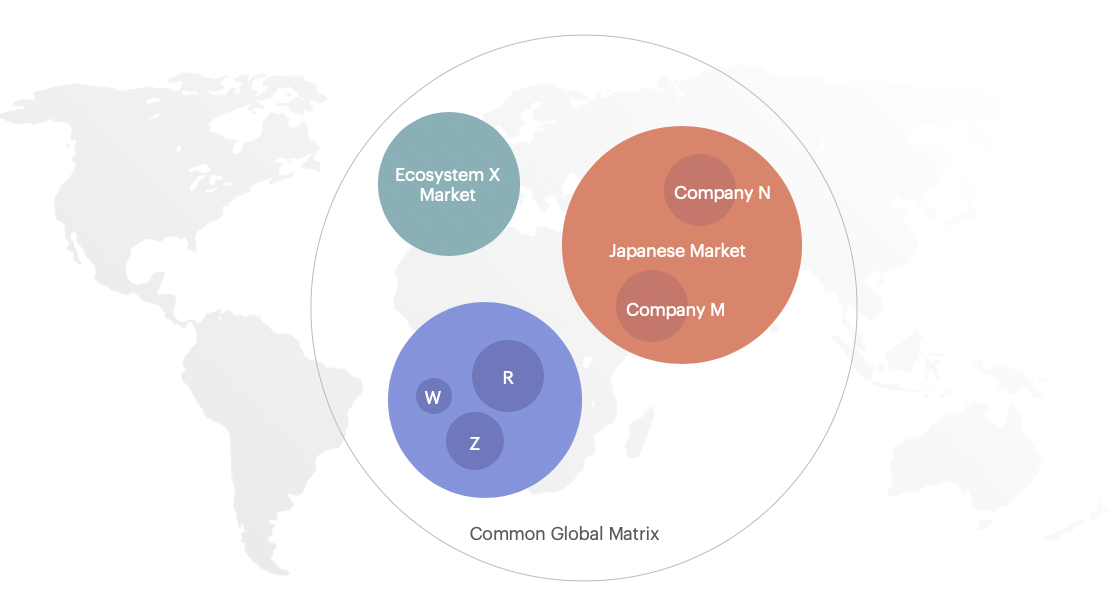 Ecosystem X
Market
Company N
Japanese Market
Company M
R
W
Z
Common Global Matrix